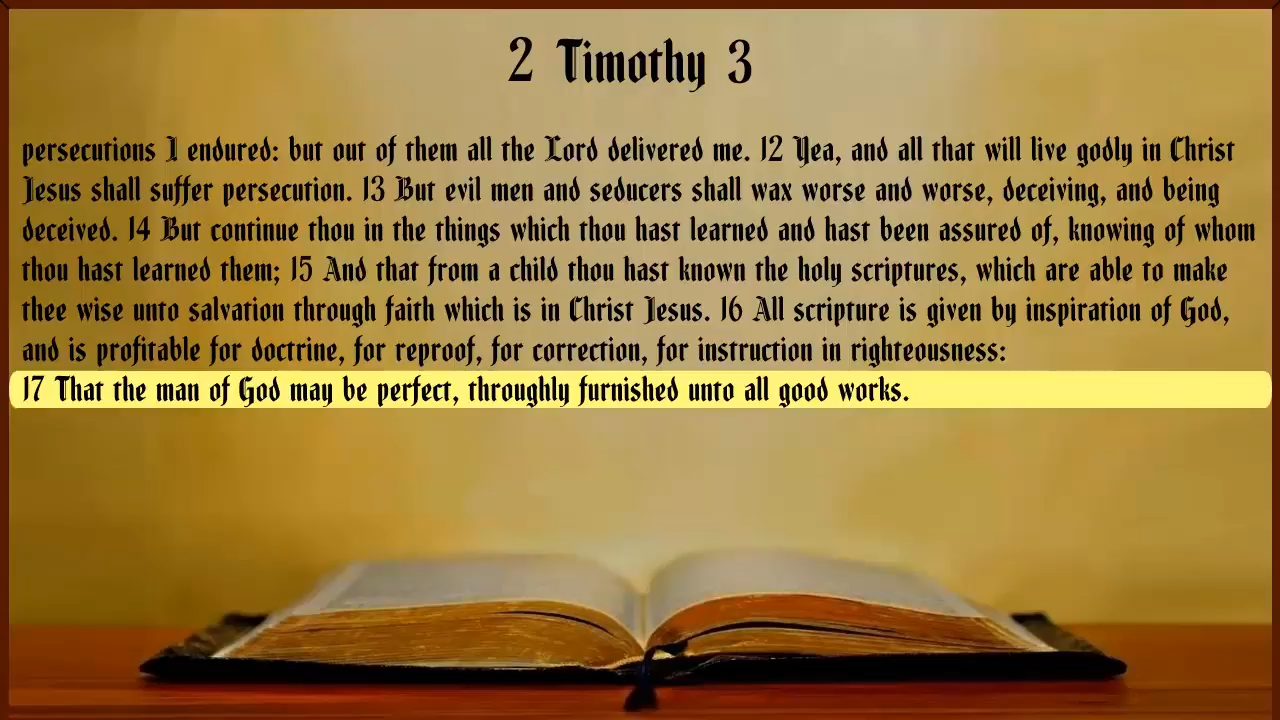 2 Timothy 3
persecutions I endured: but out of them all the Lord delivered me. 12 Yea, and all that will live godly in Christ
Jesus shall suffer persecution. 13 But evil men and seducers shall wax worse and worse, deceiving, and being
deceived. 14 But continue thou in the things which thou hast learned and hast been assured of, knowing of whom
thou hast learned them; 15 And that from a child thou hast known the holy scriptures, which are able to make
thee wise unto salvation through faith which is in Christ Jesus. 16 All scripture is given by inspiration of God,
and is profitable for doctrine, for reproof, for correction, for instruction in righteousness:
17 That the man of God may be perfect, throughly furnished unto all good works.